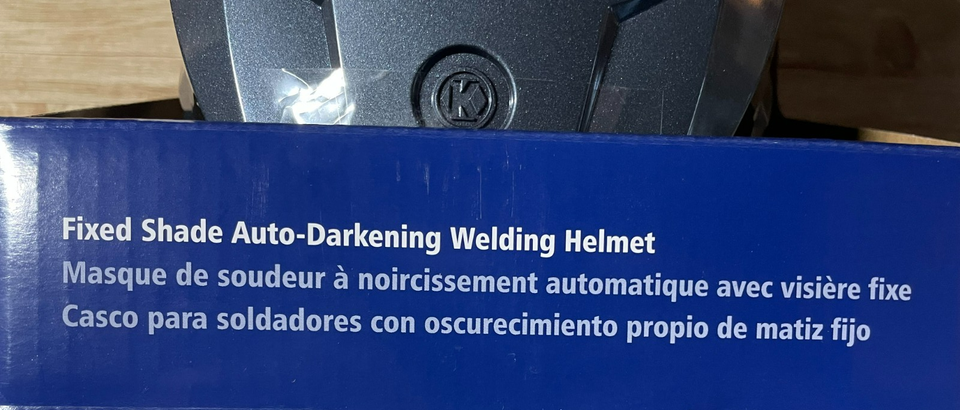 K
Fixed Shade Auto-Darkening Welding Helmet
Masque de soudeur à noircissement automatique avec visière fixe
Casco para soldadores con oscurecimiento propio de matiz fijo